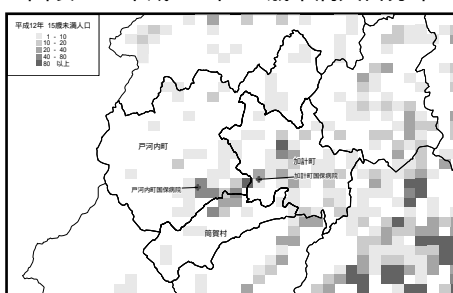 平成12年 15歳未満人口
1 - 10
10 - 20
20 - 40
40 - 80
80 以上
戸河内町
加計町
加計町国保病院
戸河内町国保病院
筒賀村